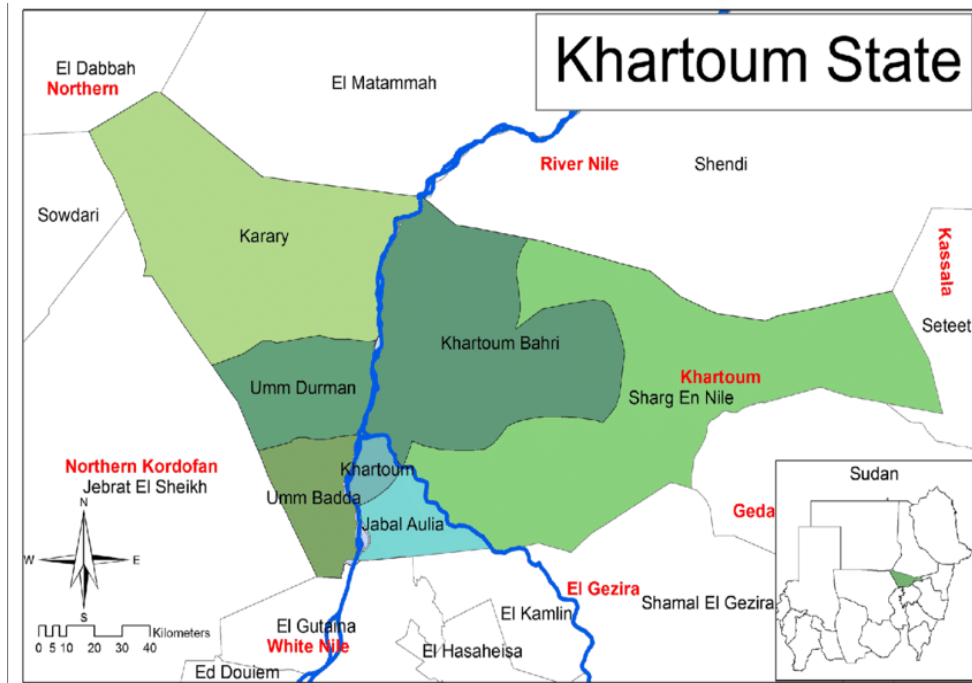 Khartoum State
El Dabbah
Northern
El Matammah
River Nile
Shendi
Sowdari
Karary
Kassala
Seteet
Khartoum Bahri
Umm Durman
Khartoum
Sharg En Nile
Northern Kordofan
Jebrat El Sheikh
Khartoum
Umm Badda
Jabal Aulia
Sudan
Geda
N
W E
S
El Gezira
Shamal El Gezira
El Kamlin
El Gutaina
White Nile
El Hasaheisa
Ed Douiem
Kilometers
0 5 10 20 30 40